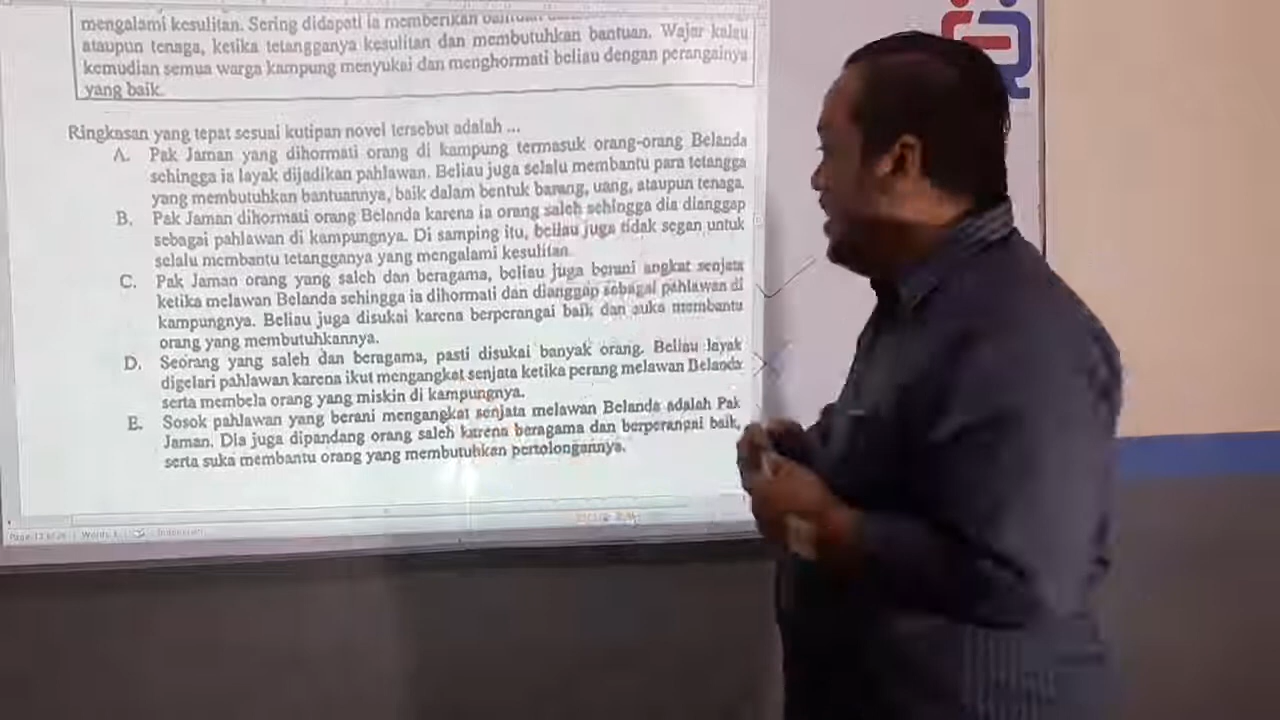 mengalami kesulitan. Sering didapati ia memberikan
ataupun tenaga, ketika tetangganya kesulitan dan membutuhkan bantuan. Wajar kalau
kemudian semua warga kampung menyukai dan menghormati beliau dengan perangainya
yang baik.
Ringkasan yang tepat sesuai kutipan novel tersebut adalah ...
A. Pak Jaman yang dihormati orang di kampung termasuk orang-orang Belanda
sehingga ia layak dijadikan pahlawan. Beliau juga selalu membantu para tetangga
yang membutuhkan bantuannya, baik dalam bentuk barang, uang, ataupun tenaga.
B. Pak Jaman dihormati orang Belanda karena ia orang saleh sehingga dia dianggap
sebagai pahlawan di kampungnya. Di samping itu, beliau juga tidak segan untuk
selalu membantu tetangganya yang mengalami kesulitan.
C. Pak Jaman orang yang saleh dan beragama, beliau juga berani angkat senjata
ketika melawan Belanda sehingga ia dihormati dan dianggap sebagai pahlawan di
kampungnya. Beliau juga disukai karena berperangai baik dan suka membantu
orang yang membutuhkannya.
D. Seorang yang saleh dan beragama, pasti disukai banyak orang. Beliau layak
digelari pahlawan karena ikut mengangkat senjata ketika perang melawan Belanda
serta membela orang yang miskin di kampungnya.
E. Sosok pahlawan yang berani mengangkat senjata melawan Belanda adalah Pak
Jaman. Dia juga dipandang orang saleh karena beragama dan berperangai baik,
serta suka membantu orang yang membutuhkan pertolongannya.